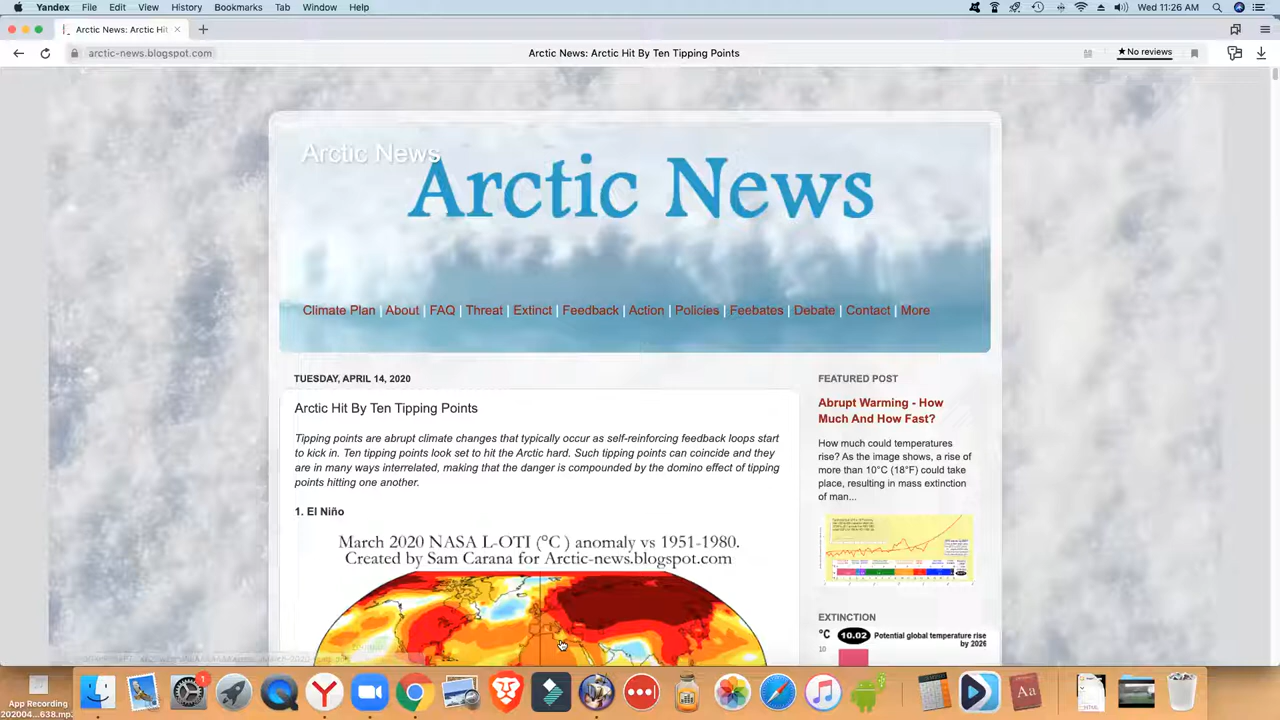 Yandex File Edit View History Bookmarks Tab Window Help Wed 11:26 AM
Arctic News: Arctic Hit
arctic-news.blogspot.com Arctic News: Arctic Hit By Ten Tipping Points ★No reviews
Arctic News
Arctic News
Climate Plan | About | FAQ | Threat | Extinct | Feedback | Action | Policies | Feebates | Debate | Contact | More
TUESDAY, APRIL 14, 2020
Arctic Hit By Ten Tipping Points
Tipping points are abrupt climate changes that typically occur as self-reinforcing feedback loops start
to kick in. Ten tipping points look set to hit the Arctic hard. Such tipping points can coincide and they
are in many ways interrelated, making that the danger is compounded by the domino effect of tipping
points hitting one another.
1. El Niño
March 2020 NASA L-OTI (°C ) anomaly vs 1951-1980.
Created by Sam Carana for Arctic-news.blogspot.com
FEATURED POST
Abrupt Warming - How
Much And How Fast?
How much could temperatures
rise? As the image shows, a rise of
more than 10°C (18°F) could take
place, resulting in mass extinction
of man...
EXTINCTION
°C 10.02 Potential global temperature rise
by 2026
10
App Recording
202004...638.mp.
1
Aa
HTML